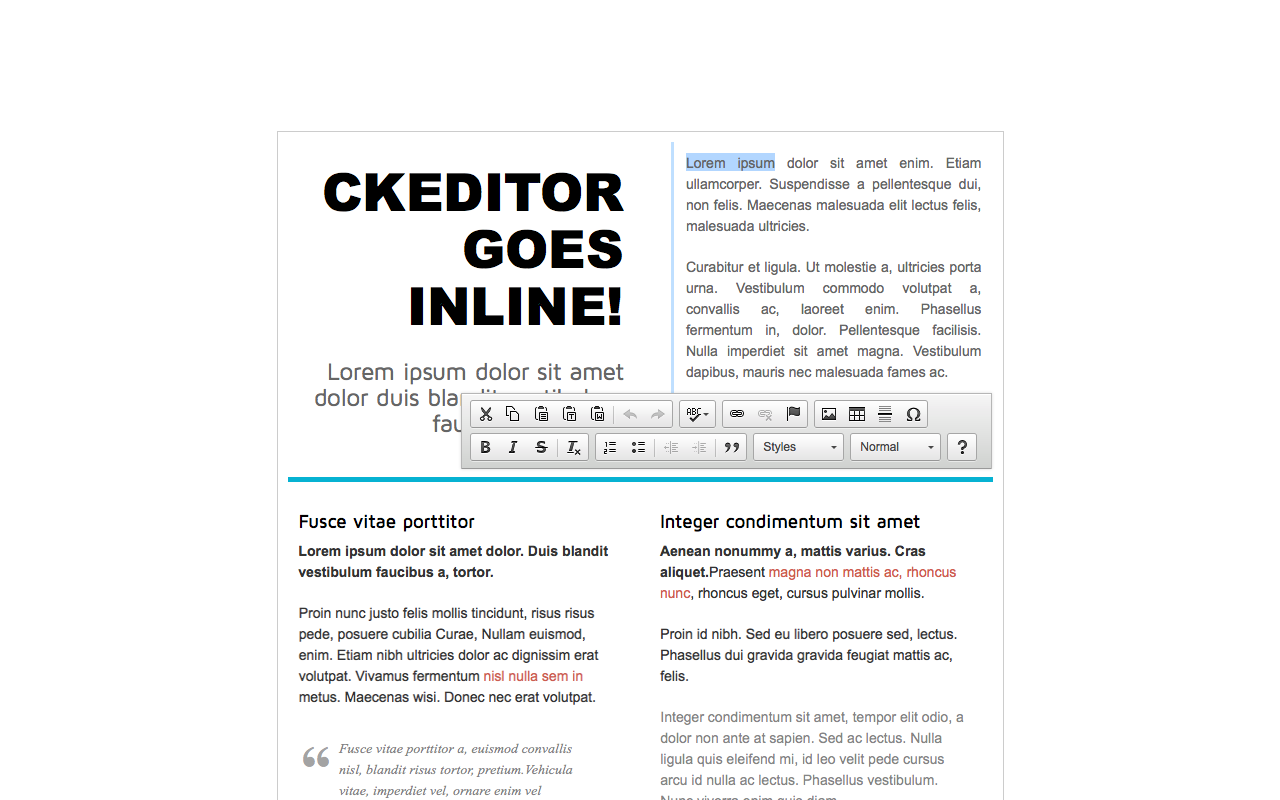 CKEDITOR
GOES
INLINE!
Lorem ipsum dolor sit amet
dolor duis
Lorem ipsum dolor sit amet enim. Etiam
ullamcorper. Suspendisse a pellentesque dui,
non felis. Maecenas malesuada elit lectus felis,
malesuada ultricies.
Curabitur et ligula. Ut molestie a, ultricies porta
urna. Vestibulum commodo volutpat a,
convallis ac, laoreet enim. Phasellus
fermentum in, dolor. Pellentesque facilisis.
Nulla imperdiet sit amet magna. Vestibulum
dapibus, mauris nec malesuada fames ac.
ABC
Ω
B I S Tx
Styles
Normal
?
Fusce vitae porttitor
Lorem ipsum dolor sit amet dolor. Duis blandit
vestibulum faucibus a, tortor.
Proin nunc justo felis mollis tincidunt, risus risus
pede, posuere cubilia Curae, Nullam euismod,
enim. Etiam nibh ultricies dolor ac dignissim erat
volutpat. Vivamus fermentum nisl nulla sem in
metus. Maecenas wisi. Donec nec erat volutpat.
“ Fusce vitae porttitor a, euismod convallis
nisl, blandit risus tortor, pretium.Vehicula
vitae, imperdiet vel, ornare enim vel
Integer condimentum sit amet
Aenean nonummy a, mattis varius. Cras
aliquet.Praesent magna non mattis ac, rhoncus
nunc, rhoncus eget, cursus pulvinar mollis.
Proin id nibh. Sed eu libero posuere sed, lectus.
Phasellus dui gravida gravida feugiat mattis ac,
felis.
Integer condimentum sit amet, tempor elit odio, a
dolor non ante at sapien. Sed ac lectus. Nulla
ligula quis eleifend mi, id leo velit pede cursus
arcu id nulla ac lectus. Phasellus vestibulum.
Nunc viverra enim quis diam.